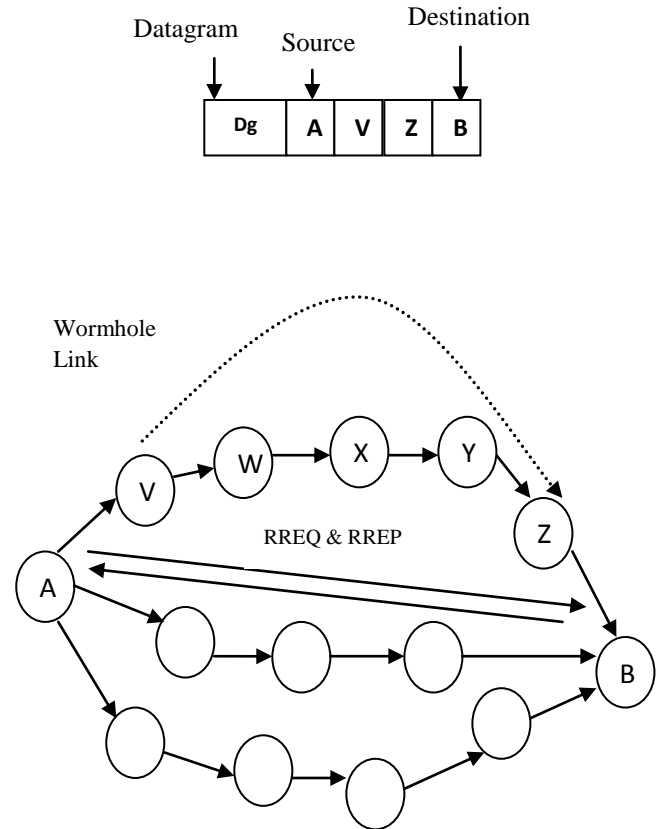 Destination
Datagram
Source
Dg A V Z B
Wormhole
Link
W X Y
V
RREQ & RREP
Z
A
B